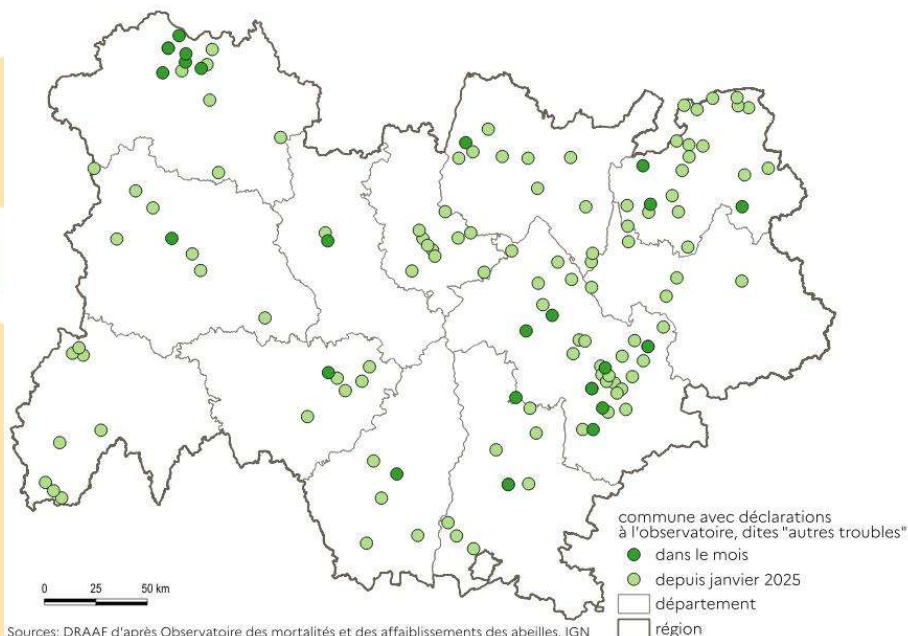 commune avec déclarations
à l'observatoire, dites "autres troubles"
dans le mois
depuis janvier 2025
département
région
0 25 50 km
Sources: DRAAF d'après Observatoire des mortalités et des affaiblissements des abeilles, IGN